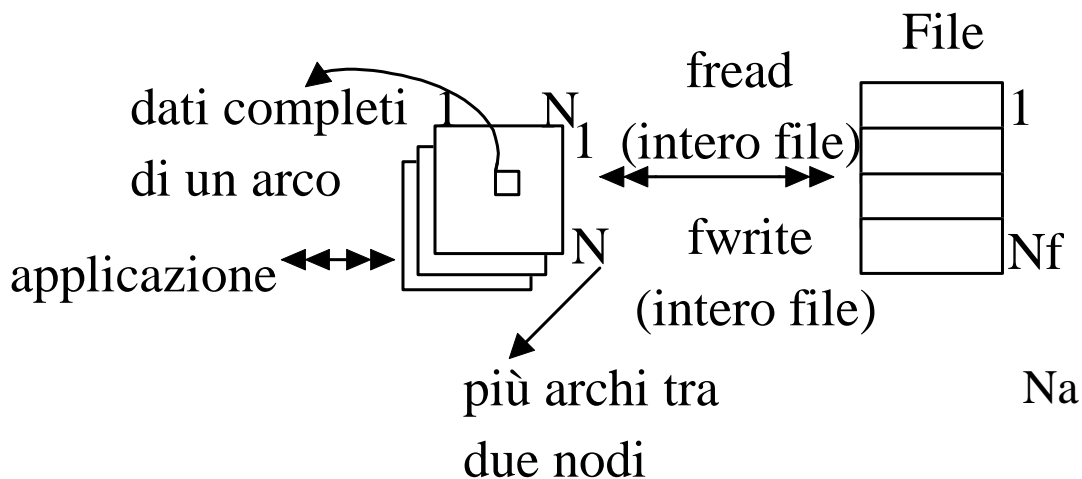 File
fread
dati completi
1
N
1
1
(intero file)
di un arco
fwrite
N
Nf
applicazione
(intero file)
più archi tra
Na
due nodi